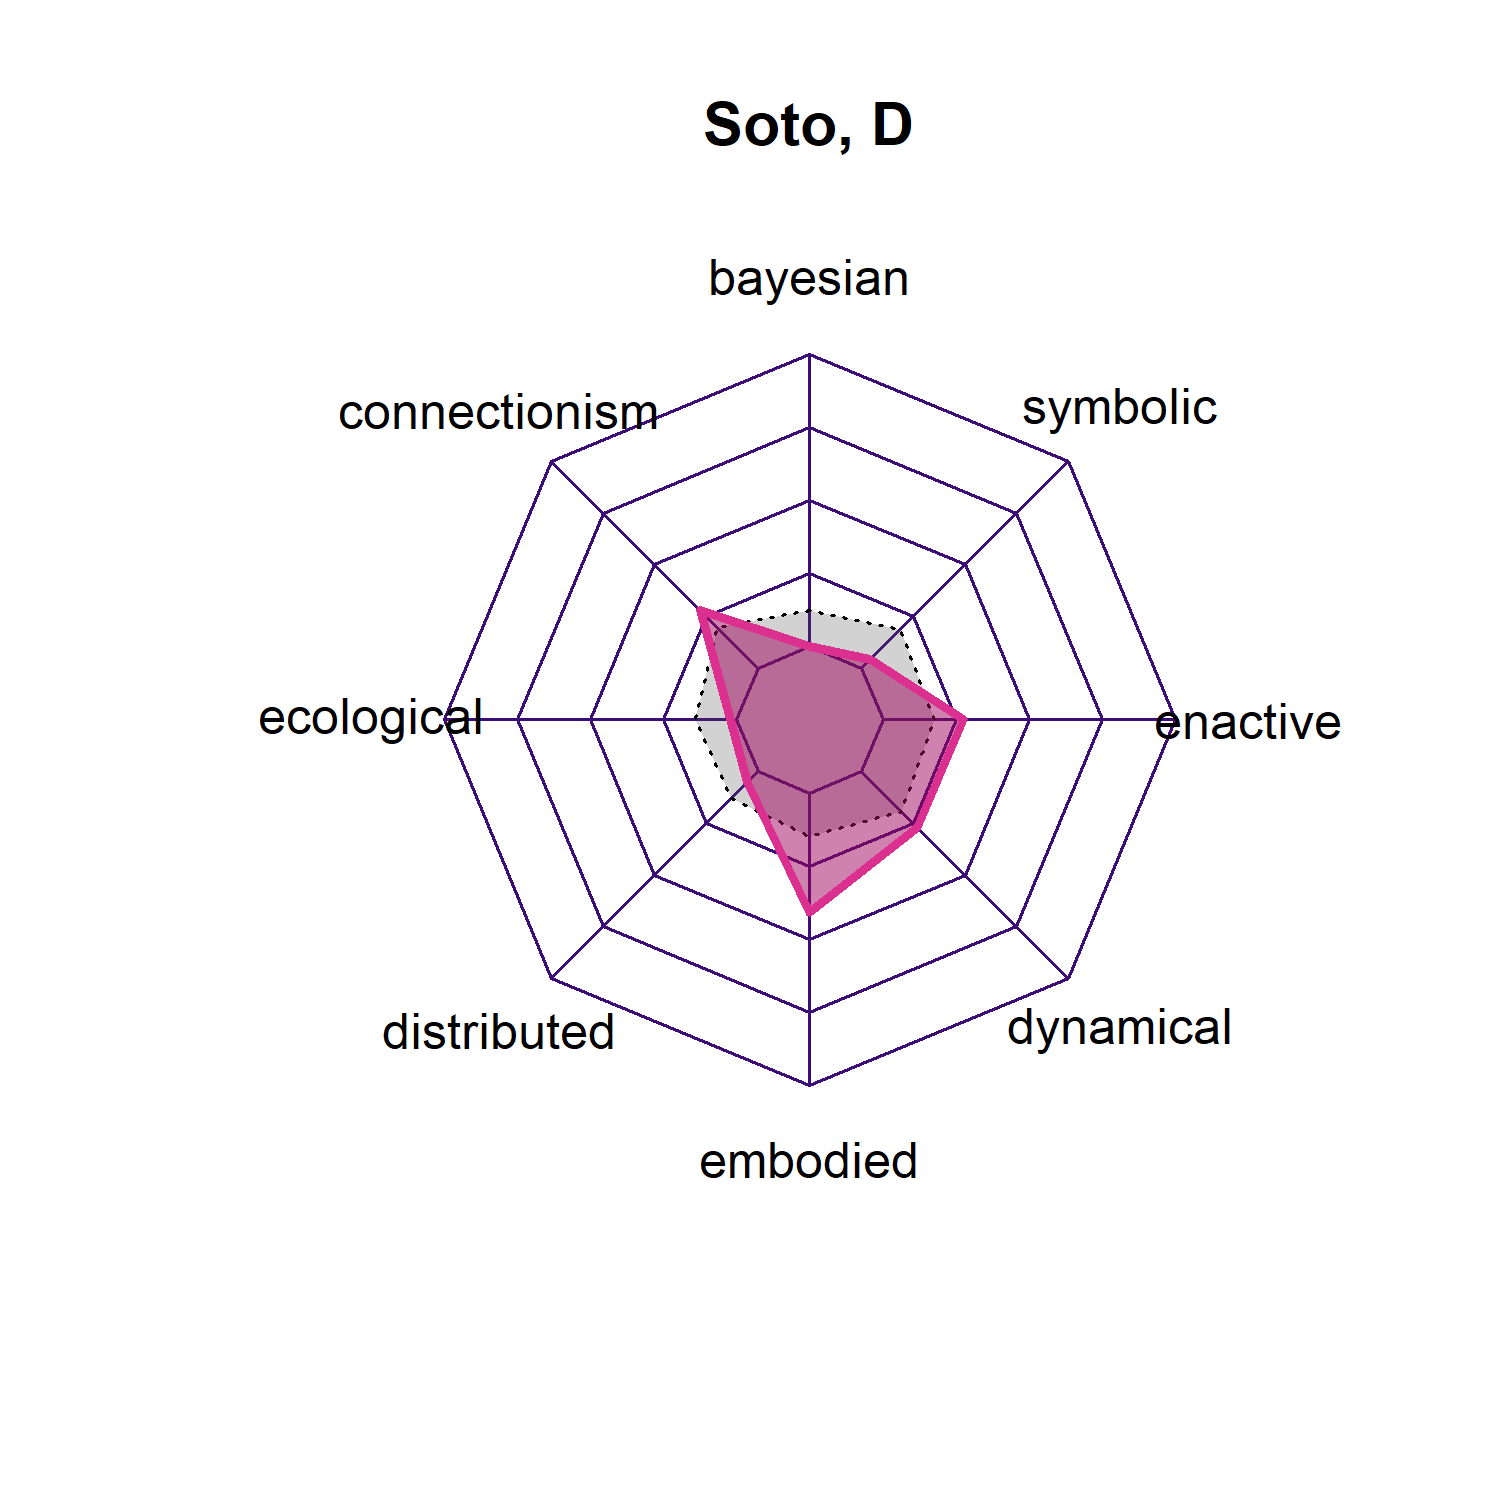 Soto, D
bayesian
connectionism
symbolic
ecological
enactive
distributed
dynamical
embodied